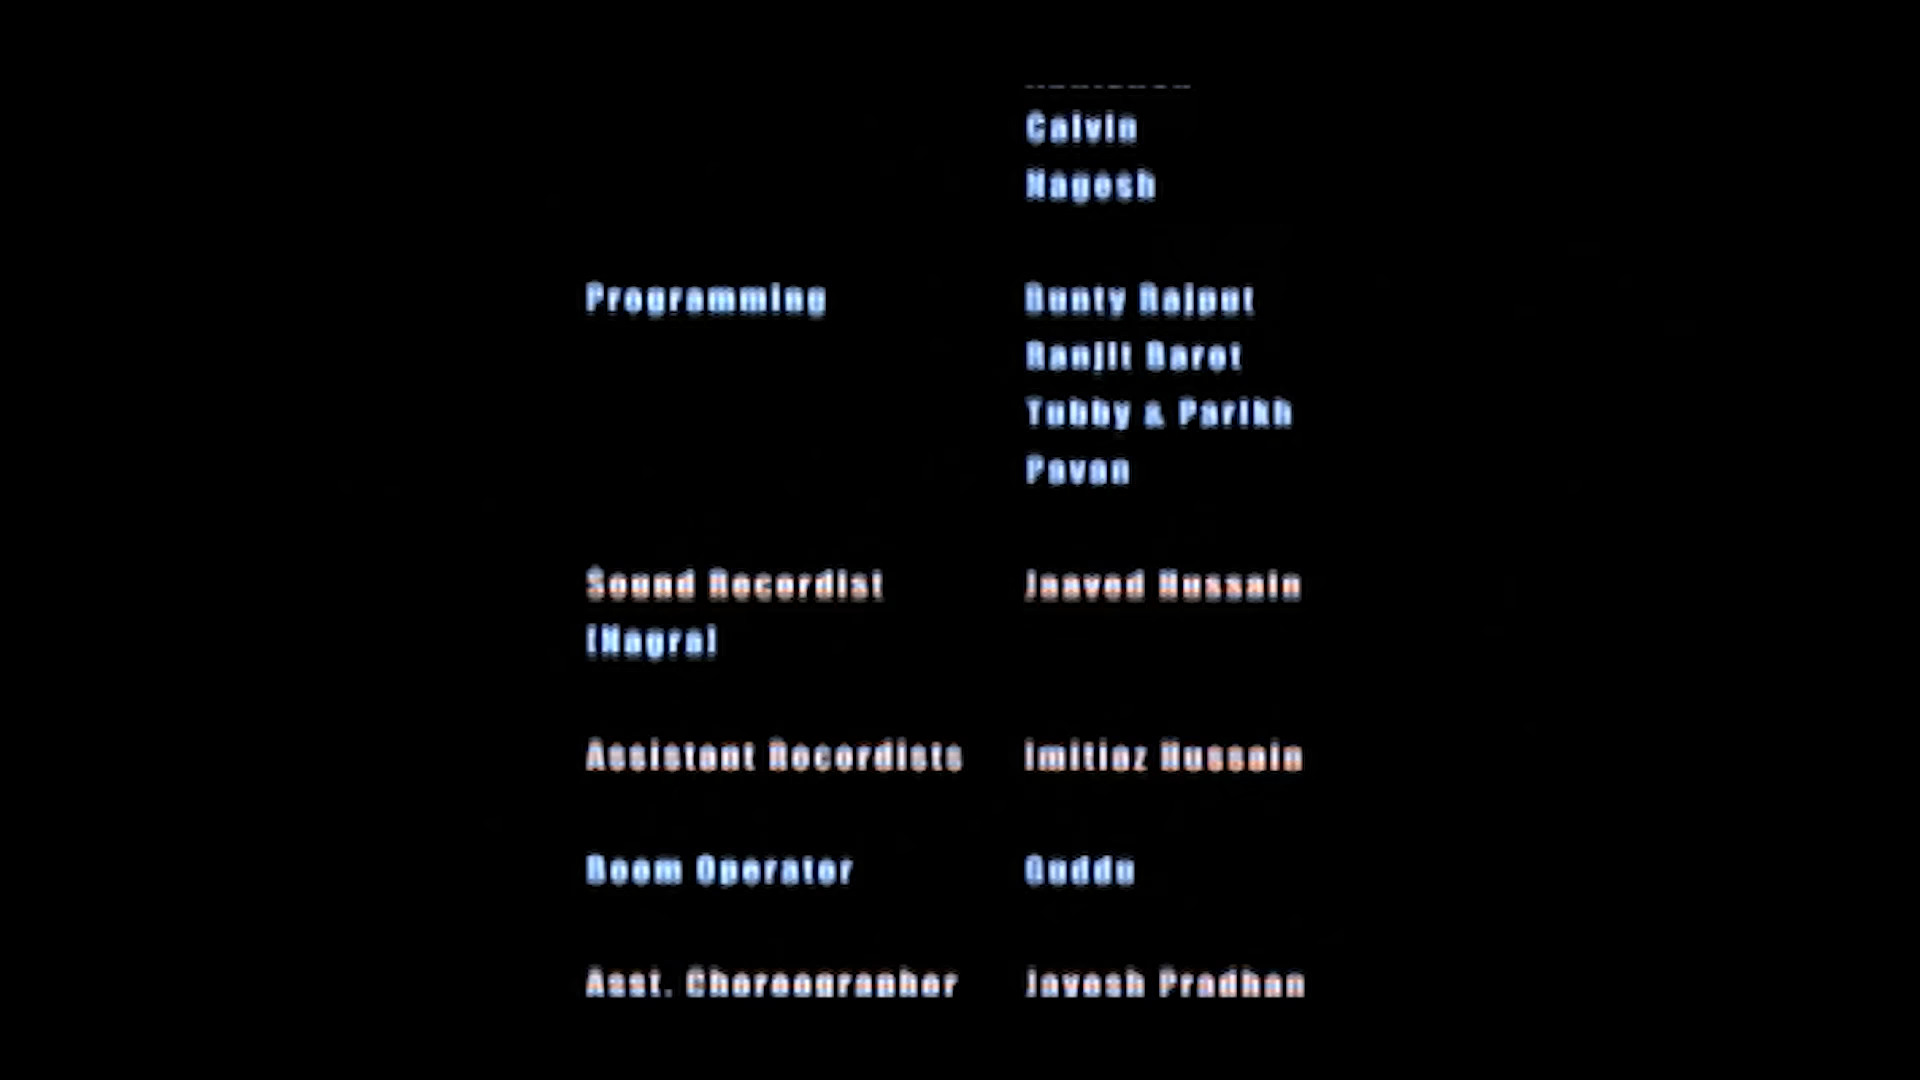 Calvin
Nagesh
Programming Bunty Rajput
Ranjit Barot
Tubby & Parikh
Pavan
Sound Recordist Jaaved Hussain
(Nagra)
Assistant Recordists Imitiaz Hussain
Boom Operator Guddu
Asst. Choreographer Jayesh Pradhan